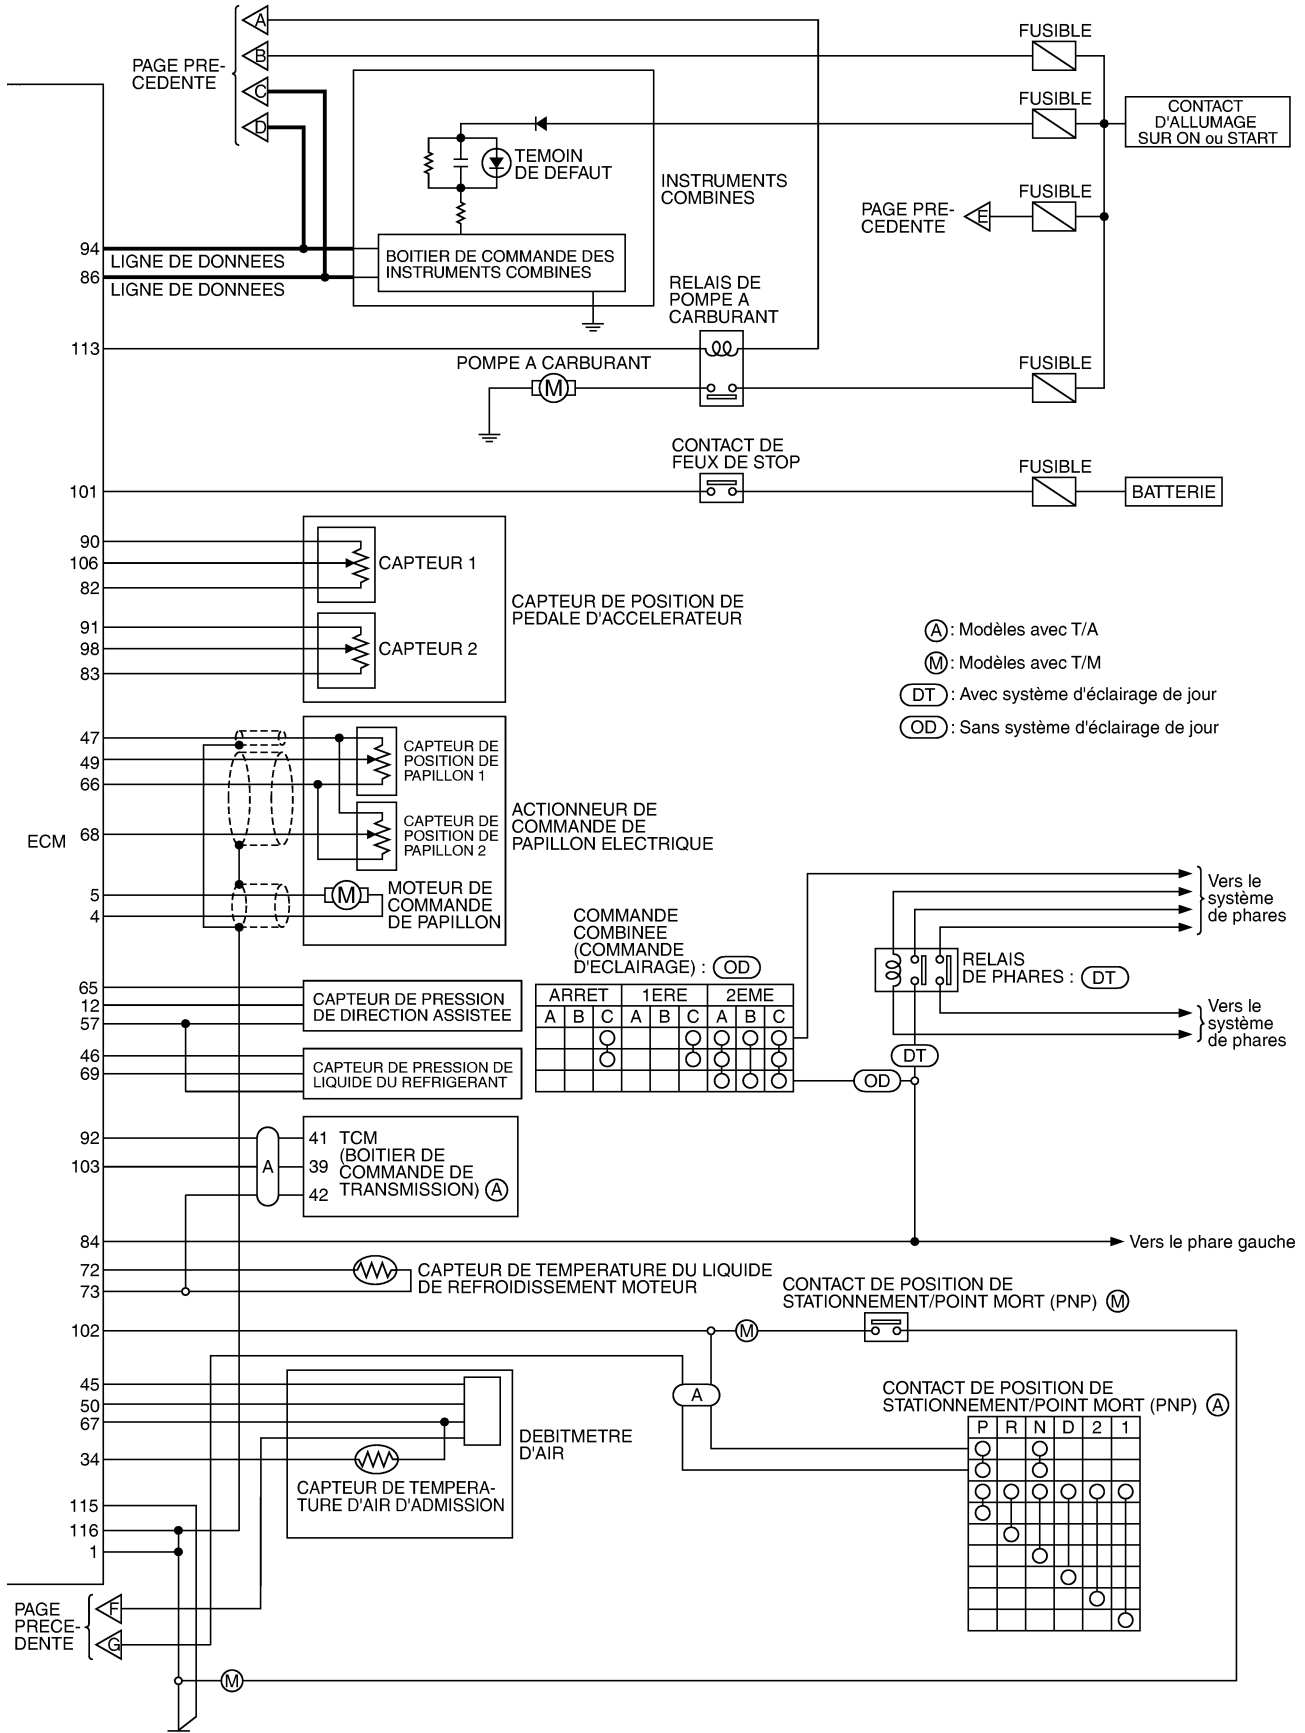 PAGE PRE-
CEDENTE
A
B
C
D
FUSIBLE
FUSIBLE
CONTACT
D'ALLUMAGE
SUR ON ou START
TEMOIN
DE DEFAUT
INSTRUMENTS
COMBINES
FUSIBLE
PAGE PRE-
CEDENTE
E
94
LIGNE DE DONNEES
86
LIGNE DE DONNEES
BOITIER DE COMMANDE DES
INSTRUMENTS COMBINES
RELAIS DE
POMPE A
CARBURANT
113
POMPE A CARBURANT
M
FUSIBLE
CONTACT DE
FEUX DE STOP
FUSIBLE
101
BATTERIE
90
106
82
CAPTEUR 1
91
98
83
CAPTEUR 2
CAPTEUR DE POSITION DE
PEDALE D'ACCELERATEUR
A : Modèles avec T/A
M : Modèles avec T/M
DT : Avec système d'éclairage de jour
OD : Sans système d'éclairage de jour
47
49
66
CAPTEUR DE
POSITION DE
PAPILLON 1
ECM
68
CAPTEUR DE
POSITION DE
PAPILLON 2
ACTIONNEUR DE
COMMANDE DE
PAPILLON ELECTRIQUE
5
4
M
MOTEUR DE
COMMANDE
DE PAPILLON
COMMANDE
COMBINEE
(COMMANDE
D'ECLAIRAGE) : OD
ARRET 1ERE 2EME
A B C A B C A B C
Vers le
système
de phares
RELAIS
DE PHARES : DT
Vers le
système
de phares
DT
OD
65
12
57
CAPTEUR DE PRESSION
DE DIRECTION ASSISTEE
46
69
CAPTEUR DE PRESSION DE
LIQUIDE DU REFRIGERANT
92
103
A
41
39
42
TCM
(BOITIER DE
COMMANDE DE
TRANSMISSION) A
84
Vers le phare gauche
72
73
CAPTEUR DE TEMPERATURE DU LIQUIDE
DE REFROIDISSEMENT MOTEUR
CONTACT DE POSITION DE
STATIONNEMENT/POINT MORT (PNP) M
102
M
A
45
50
67
34
DEBITMETRE
D'AIR
CAPTEUR DE TEMPERA-
TURE D'AIR D'ADMISSION
CONTACT DE POSITION DE
STATIONNEMENT/POINT MORT (PNP) A
P R N D 2 1
115
116
1
PAGE
PRECE-
DENTE
F
G
M